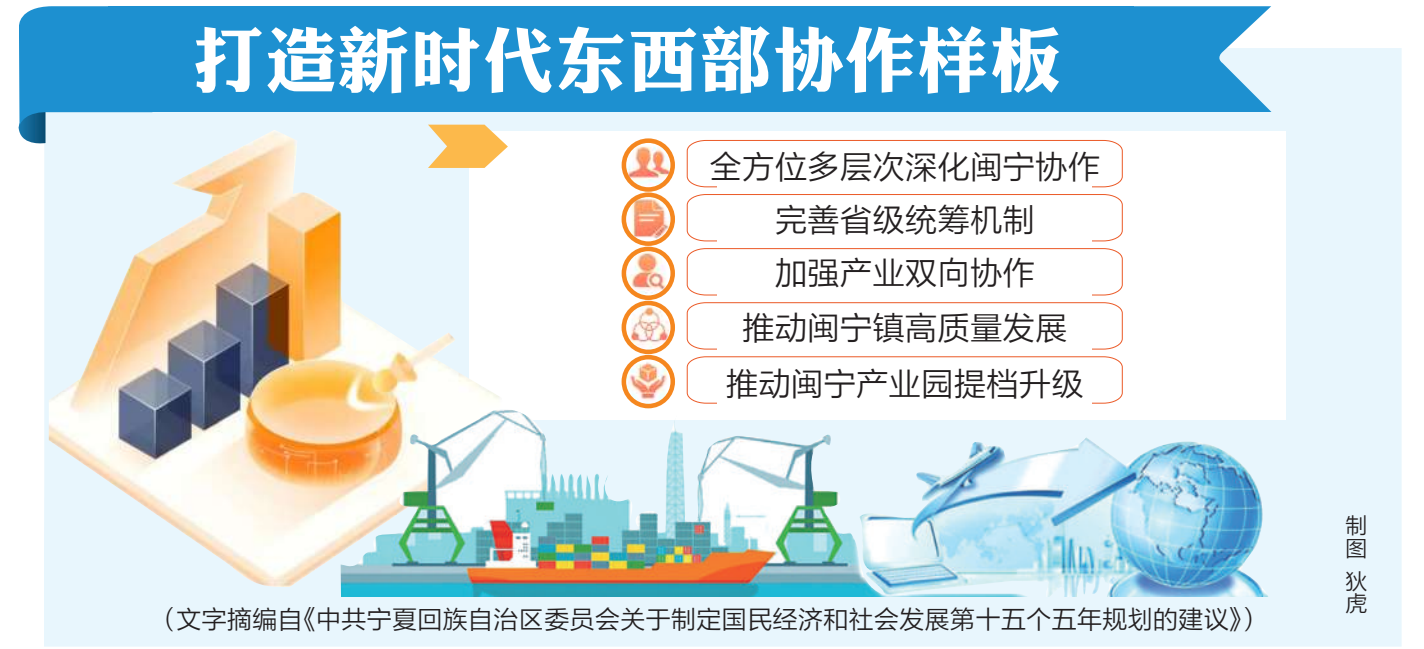 打造新时代东西部协作样板
全方位多层次深化闽宁协作
完善省级统筹机制
加强产业双向协作
推动闽宁镇高质量发展
推动闽宁产业园提档升级
（文字摘编自《中共宁夏回族自治区委员会关于制定国民经济和社会发展第十五个五年规划的建议》）
制图 狄虎